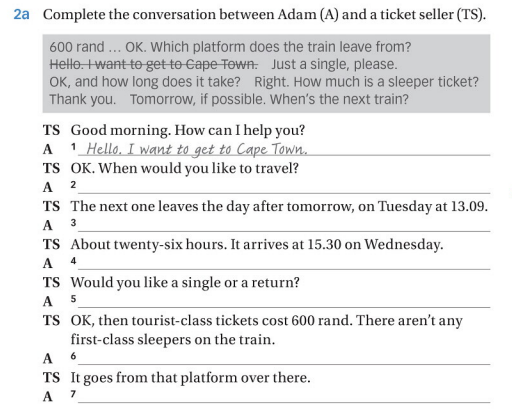 2a Complete the conversation between Adam (A) and a ticket seller (TS).
600 rand … OK. Which platform does the train leave from?
Hello. I want to get to Cape Town. Just a single, please.
OK, and how long does it take? Right. How much is a sleeper ticket?
Thank you. Tomorrow, if possible. When's the next train?
TS Good morning. How can I help you?
A 1 Hello. I want to get to Cape Town.
TS OK. When would you like to travel?
A 2
TS The next one leaves the day after tomorrow, on Tuesday at 13.09.
A 3
TS About twenty-six hours. It arrives at 15.30 on Wednesday.
A 4
TS Would you like a single or a return?
A 5
TS OK, then tourist-class tickets cost 600 rand. There aren't any
first-class sleepers on the train.
A 6
TS It goes from that platform over there.
A 7